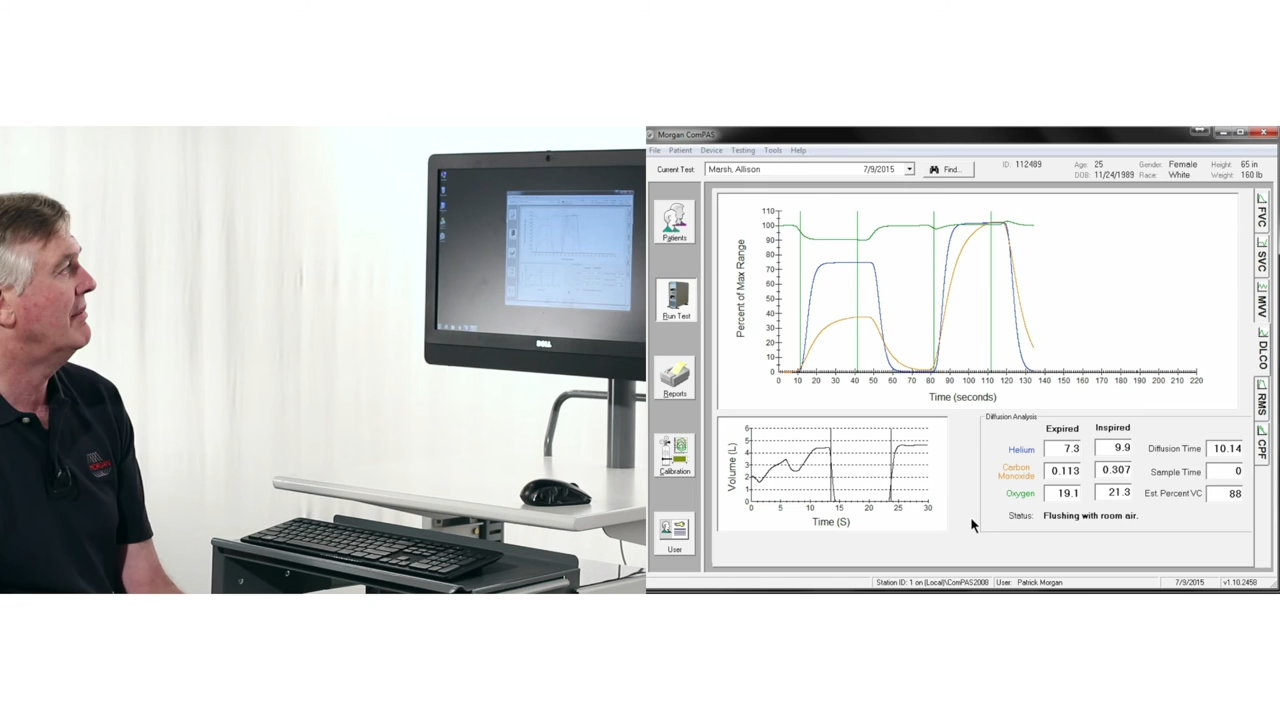 MORGAN
DELL
Morgan ComPAS
File Patient Device Testing Tools Help
Current Test: Marsh, Allison 7/9/2015 Find...
ID: 112489 Age: 25 Gender: Female Height: 65 in
DOB: 11/24/1989 Race: White Weight: 160 lb
Patients
Run Test
Reports
Calibration
User
Percent of Max Range
110
100
90
80
70
60
50
40
30
20
10
0
0 10 20 30 40 50 60 70 80 90 100 110 120 130 140 150 160 170 180 190 200 210 220
Time (seconds)
Volume (L)
6
5
4
3
2
1
0
0 5 10 15 20 25 30
Time (S)
Diffusion Analysis
Expired Inspired
Helium 7.3 9.9 Diffusion Time 10.14
Carbon Monoxide 0.113 0.307 Sample Time 0
Oxygen 19.1 21.3 Est. Percent VC 88
Status: Flushing with room air.
FVC
SVC
MVV
DLCO
RMS
CPF
Station ID: 1 on (Local)\ComPAS2008 User: Patrick Morgan 7/9/2015 v1.10.2458